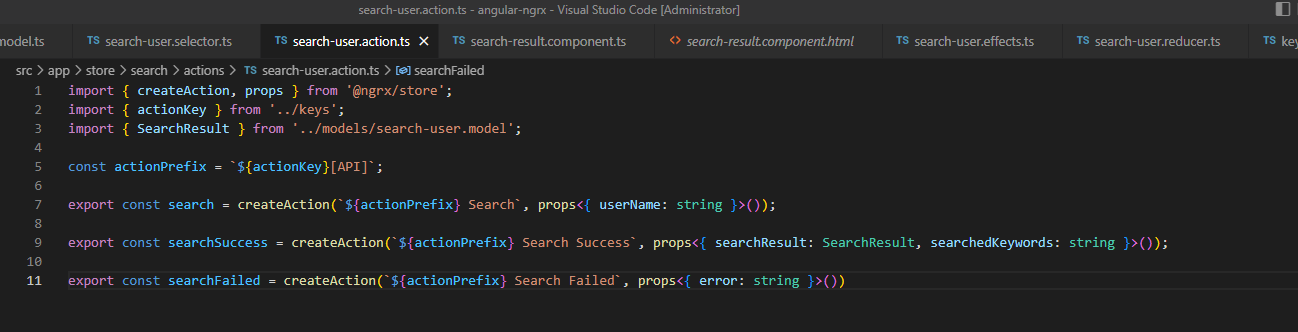 search-user.action.ts - angular-ngrx - Visual Studio Code [Administrator]
model.ts TS search-user.selector.ts TS search-user.action.ts TS search-result.component.ts <> search-result.component.html TS search-user.effects.ts TS search-user.reducer.ts TS key
src > app > store > search > actions > TS search-user.action.ts > searchFailed
1 import { createAction, props } from '@ngrx/store';
2 import { actionKey } from '../keys';
3 import { SearchResult } from '../models/search-user.model';
4
5 const actionPrefix = `${actionKey}[API]`;
6
7 export const search = createAction(`${actionPrefix} Search`, props<{ userName: string }>());
8
9 export const searchSuccess = createAction(`${actionPrefix} Search Success`, props<{ searchResult: SearchResult, searchedKeywords: string }>());
10
11 export const searchFailed = createAction(`${actionPrefix} Search Failed`, props<{ error: string }>())